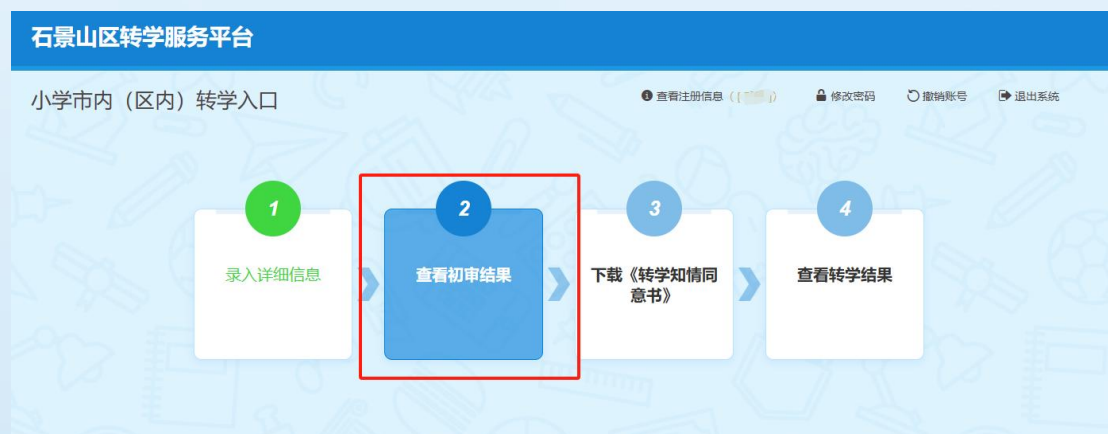 石景山区转学服务平台
小学市内（区内）转学入口
查看注册信息（
修改密码
撤销账号
退出系统
1
录入详细信息
2
查看初审结果
3
下载《转学知情同
意书》
4
查看转学结果